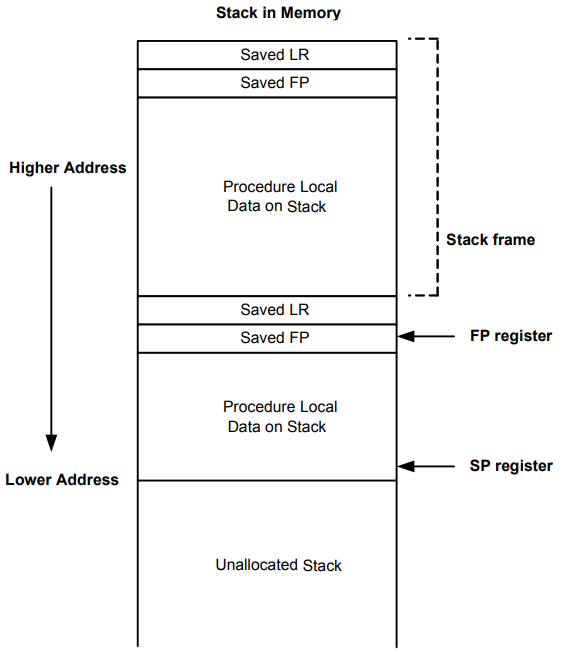 Stack in Memory
Saved LR
Saved FP
Higher Address
Procedure Local
Data on Stack
Stack frame
Saved LR
Saved FP
FP register
Procedure Local
Data on Stack
SP register
Lower Address
Unallocated Stack